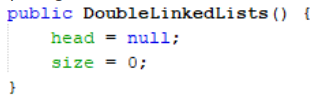 public DoubleLinkedLists() {
head = null;
size = 0;
}